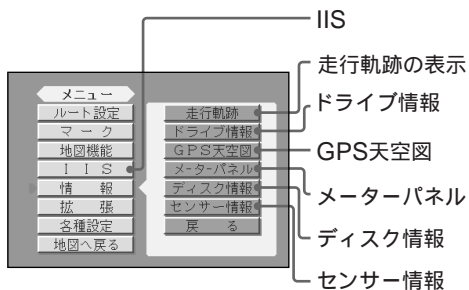 IIS
走行軌跡の表示
ドライブ情報
GPS天空図
メーターパネル
ディスク情報
センサー情報
メニュー
ルート設定
マーク
地図機能
I I S
情 報
拡 張
各種設定
地図へ戻る
走行軌跡
ドライブ情報
GPS天空図
メーターパネル
ディスク情報
センサー情報
戻 る